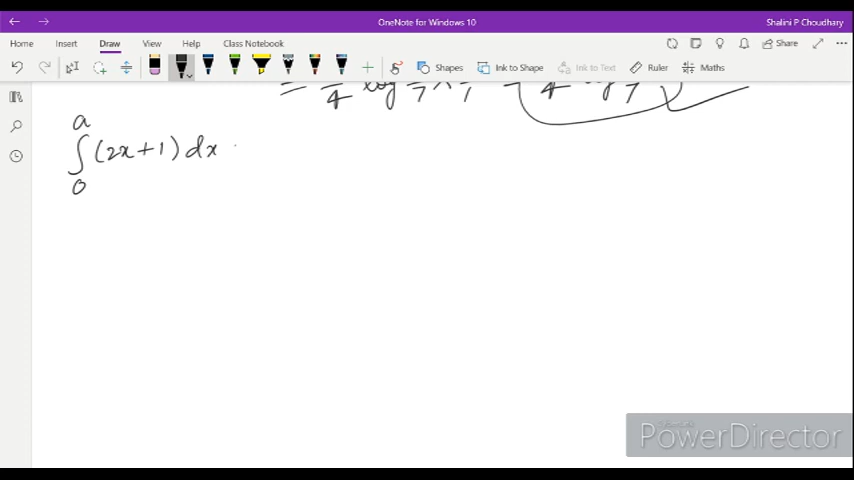 OneNote for Windows 10
Shalini P Choudhary
Home Insert Draw View Help Class Notebook
Share
Shapes Ink to Shape Ink to Text Ruler Maths
a
∫(2x+1) dx
0
PowerDirector